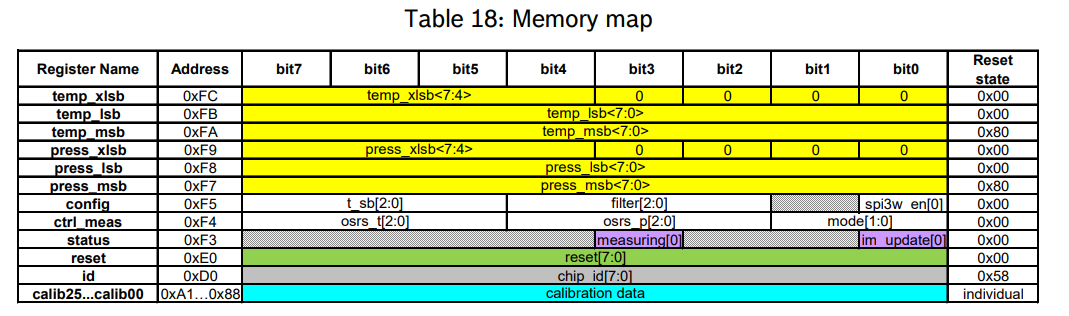 Table 18: Memory map
Register Name Address bit7 bit6 bit5 bit4 bit3 bit2 bit1 bit0 Reset state
temp_xlsb 0xFC temp_xlsb<7:4> 0 0 0 0 0x00
temp_lsb 0xFB temp_lsb<7:0> 0x00
temp_msb 0xFA temp_msb<7:0> 0x80
press_xlsb 0xF9 press_xlsb<7:4> 0 0 0 0 0x00
press_lsb 0xF8 press_lsb<7:0> 0x00
press_msb 0xF7 press_msb<7:0> 0x80
config 0xF5 t_sb[2:0] filter[2:0] spi3w_en[0] 0x00
ctrl_meas 0xF4 osrs_t[2:0] osrs_p[2:0] mode[1:0] 0x00
status 0xF3 measuring[0] im_update[0] 0x00
reset 0xE0 reset[7:0] 0x00
id 0xD0 chip_id[7:0] 0x58
calib25...calib00 0xA1…0x88 calibration data individual